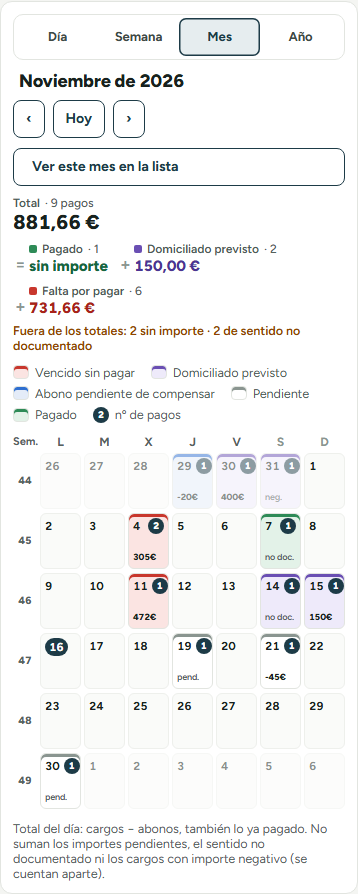 Día Semana Mes Año
Noviembre de 2026
‹ Hoy ›
Ver este mes en la lista
Total · 9 pagos
881,66 €
Pagado · 1 Domiciliado previsto · 2
= sin importe + 150,00 €
Falta por pagar · 6
+ 731,66 €
Fuera de los totales: 2 sin importe · 2 de sentido no
documentado
Vencido sin pagar Domiciliado previsto
Abono pendiente de compensar Pendiente
Pagado 2 nº de pagos
Sem. L M X J V S D
44 26 27 28 29 1 30 1 31 1 1
-20€ 400€ neg.
45 2 3 4 2 5 6 7 1 8
305€ no doc.
46 9 10 11 1 12 13 14 1 15 1
472€ no doc. 150€
47 16 17 18 19 1 20 21 1 22
pend. -45€
48 23 24 25 26 27 28 29
49 30 1 1 2 3 4 5 6
pend.
Total del día: cargos − abonos, también lo ya pagado. No
suman los importes pendientes, el sentido no
documentado ni los cargos con importe negativo (se
cuentan aparte).